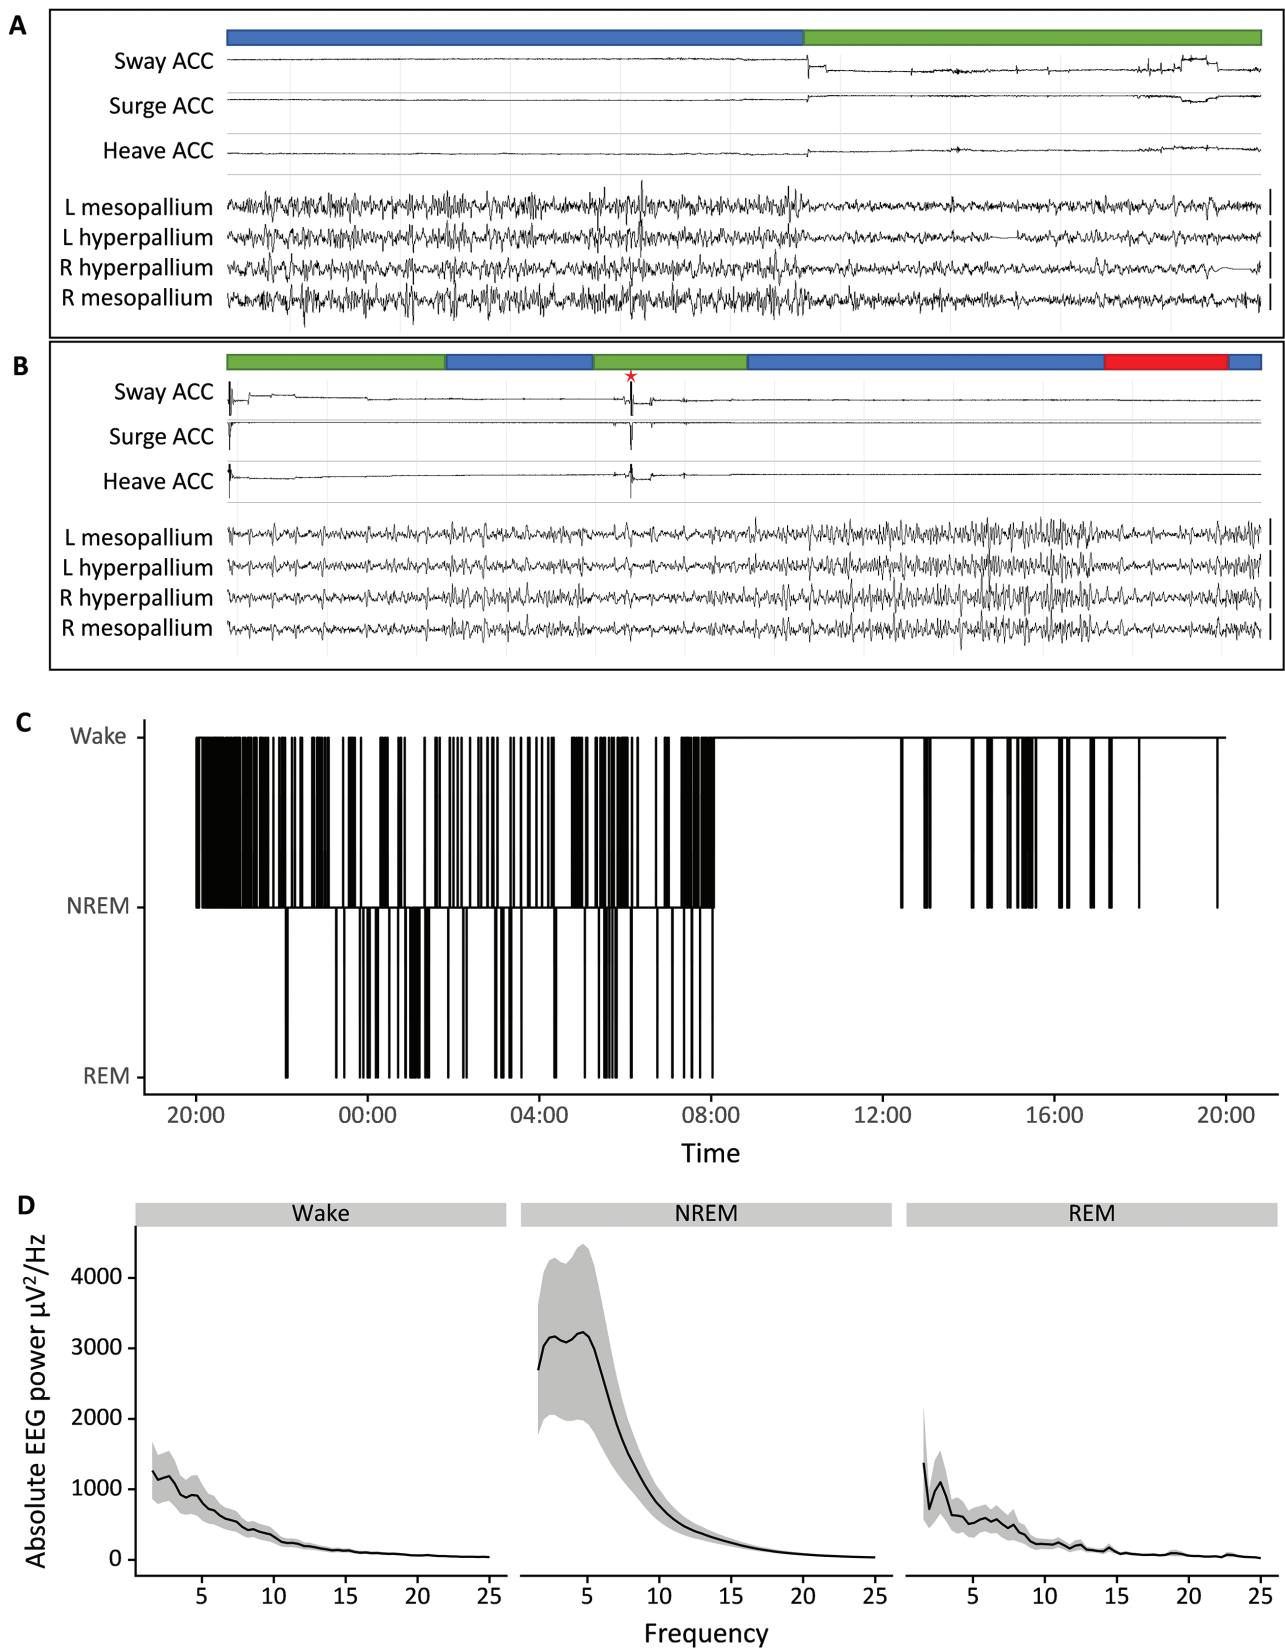 A
Sway ACC
Surge ACC
Heave ACC
L mesopallium
L hyperpallium
R hyperpallium
R mesopallium
B
Sway ACC
Surge ACC
Heave ACC
L mesopallium
L hyperpallium
R hyperpallium
R mesopallium
C
Wake
NREM
REM
20:00 00:00 04:00 08:00 12:00 16:00 20:00
Time
D
Wake NREM REM
Absolute EEG power µV²/Hz
4000
3000
2000
1000
0
5 10 15 20 25 5 10 15 20 25 5 10 15 20 25
Frequency